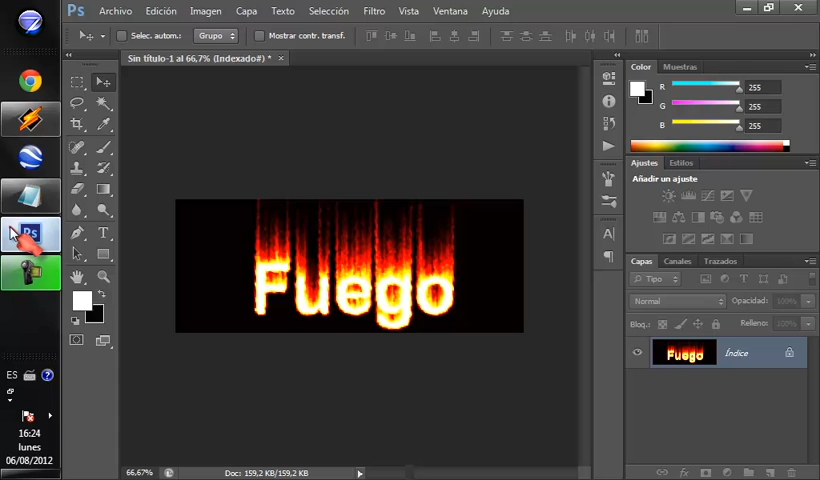 Ps Archivo Edición Imagen Capa Texto Selección Filtro Vista Ventana Ayuda
Selec. autom.: Grupo Mostrar contr. transf.
Sin título-1 al 66,7% (Indexado#) * ×
Color Muestras
R 255
G 255
B 255
Ajustes Estilos
Añadir un ajuste
Capas Canales Trazados
Tipo
Normal Opacidad: 100%
Bloq.: Relleno: 100%
Fuego Índice
Fuego
Ps
ES
16:24
lunes
06/08/2012
66,67% Doc: 159,2 KB/159,2 KB